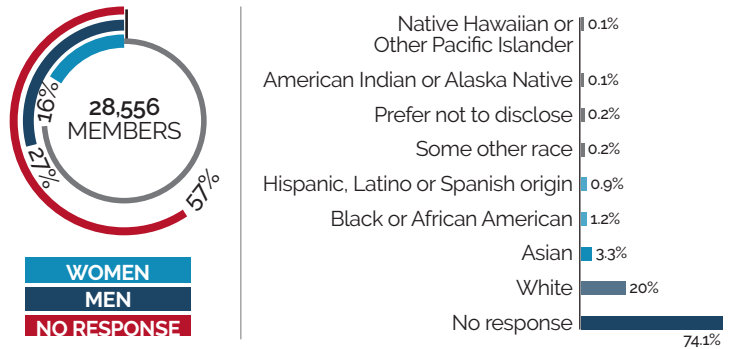 16%
27%
57%
28,556
MEMBERS
WOMEN
MEN
NO RESPONSE
Native Hawaiian or
Other Pacific Islander
0.1%
American Indian or Alaska Native 0.1%
Prefer not to disclose 0.2%
Some other race 0.2%
Hispanic, Latino or Spanish origin 0.9%
Black or African American 1.2%
Asian 3.3%
White 20%
No response
74.1%